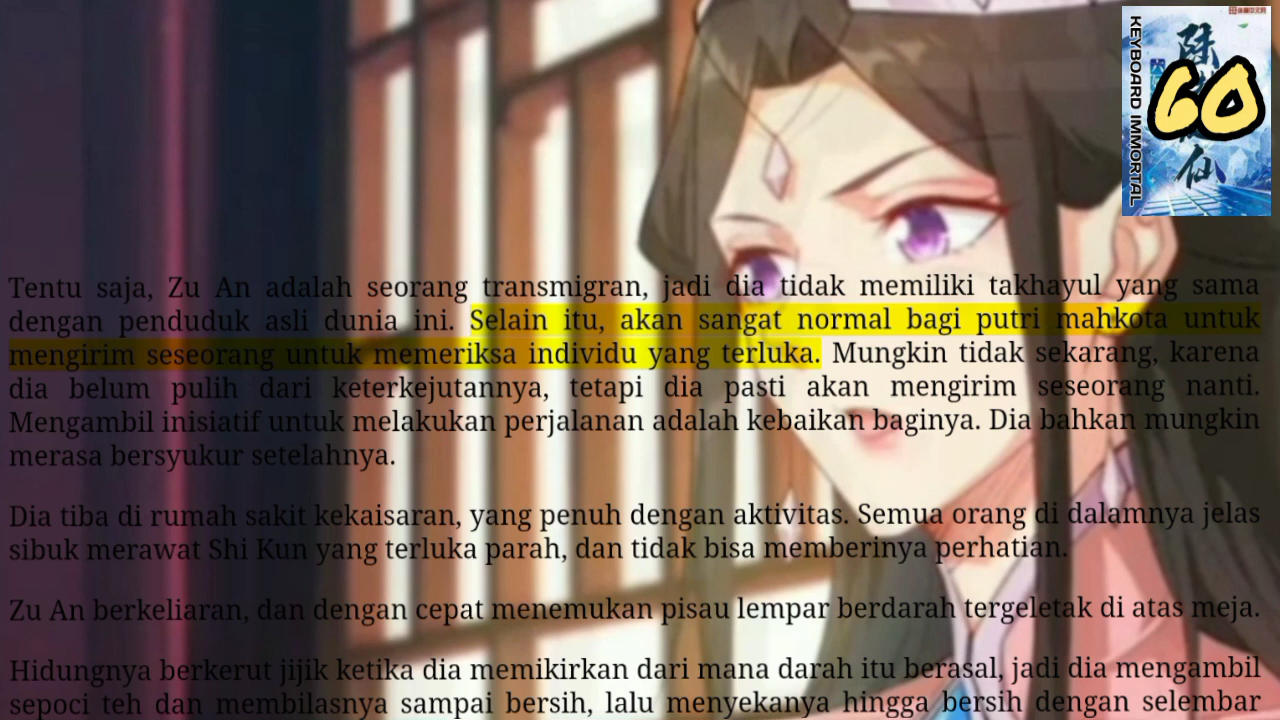 KEYBOARD IMMORTAL
60
仙
Tentu saja, Zu An adalah seorang transmigran, jadi dia tidak memiliki takhayul yang sama
dengan penduduk asli dunia ini. Selain itu, akan sangat normal bagi putri mahkota untuk
mengirim seseorang untuk memeriksa individu yang terluka. Mungkin tidak sekarang, karena
dia belum pulih dari keterkejutannya, tetapi dia pasti akan mengirim seseorang nanti.
Mengambil inisiatif untuk melakukan perjalanan adalah kebaikan baginya. Dia bahkan mungkin
merasa bersyukur setelahnya.
Dia tiba di rumah sakit kekaisaran, yang penuh dengan aktivitas. Semua orang di dalamnya jelas
sibuk merawat Shi Kun yang terluka parah, dan tidak bisa memberinya perhatian.
Zu An berkeliaran, dan dengan cepat menemukan pisau lempar berdarah tergeletak di atas meja.
Hidungnya berkerut jijik ketika dia memikirkan dari mana darah itu berasal, jadi dia mengambil
sepoci teh dan membilasnya sampai bersih, lalu menyekanya hingga bersih dengan selembar